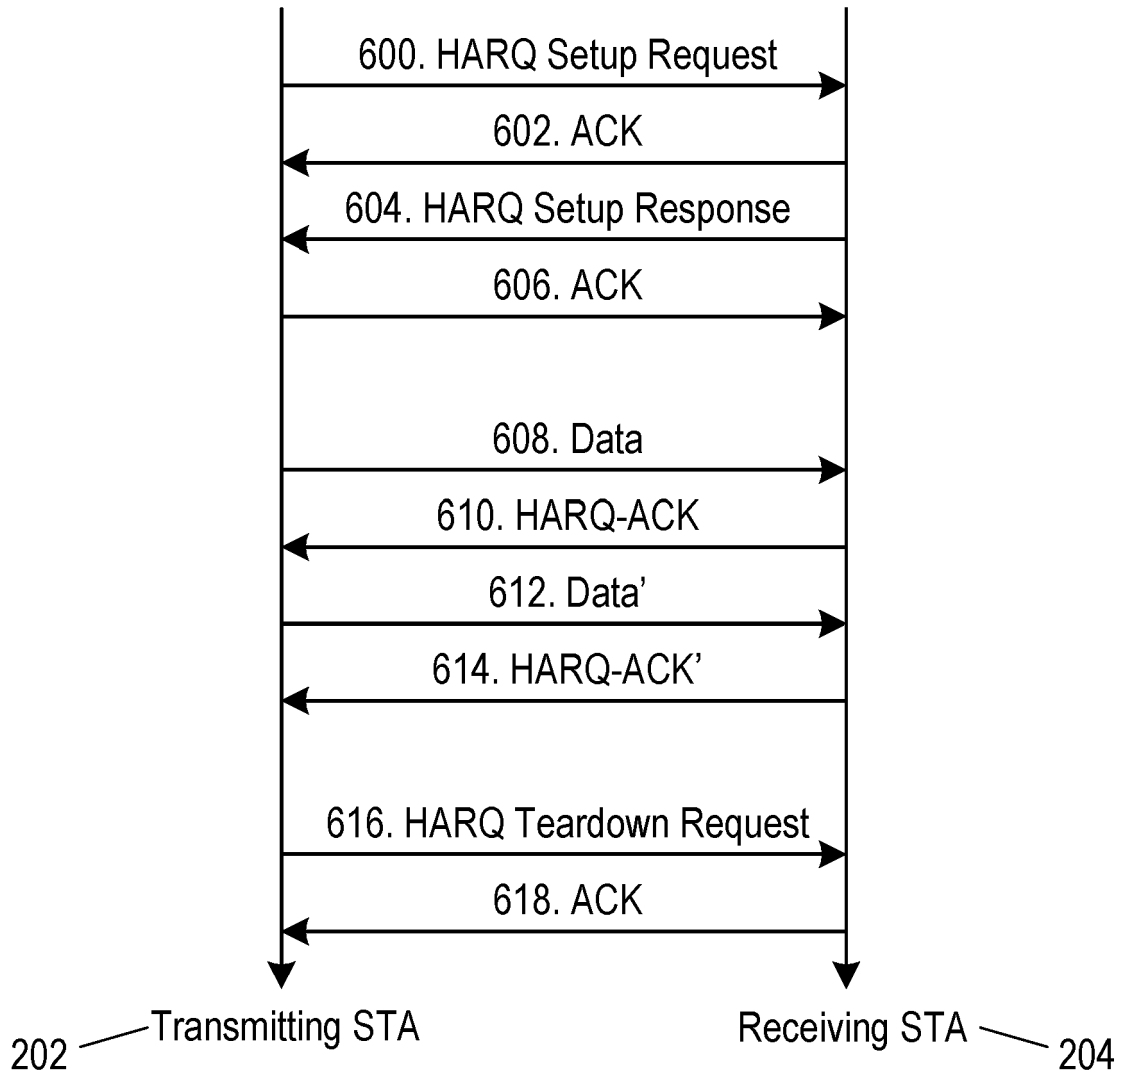 600. HARQ Setup Request
602. ACK
604. HARQ Setup Response
606. ACK
608. Data
610. HARQ-ACK
612. Data’
614. HARQ-ACK’
616. HARQ Teardown Request
618. ACK
Transmitting STA
Receiving STA
202
204